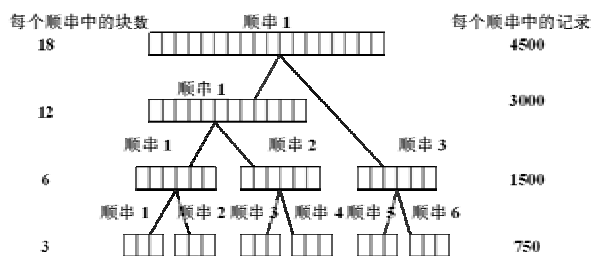 每个顺串中的块数 顺串 1 每个顺串中的记录
18 4500
顺串 1
12 3000
顺串 1 顺串 2 顺串 3
6 1500
顺串 1 顺串 2 顺串 3 顺串 4 顺串 5 顺串 6
3 750